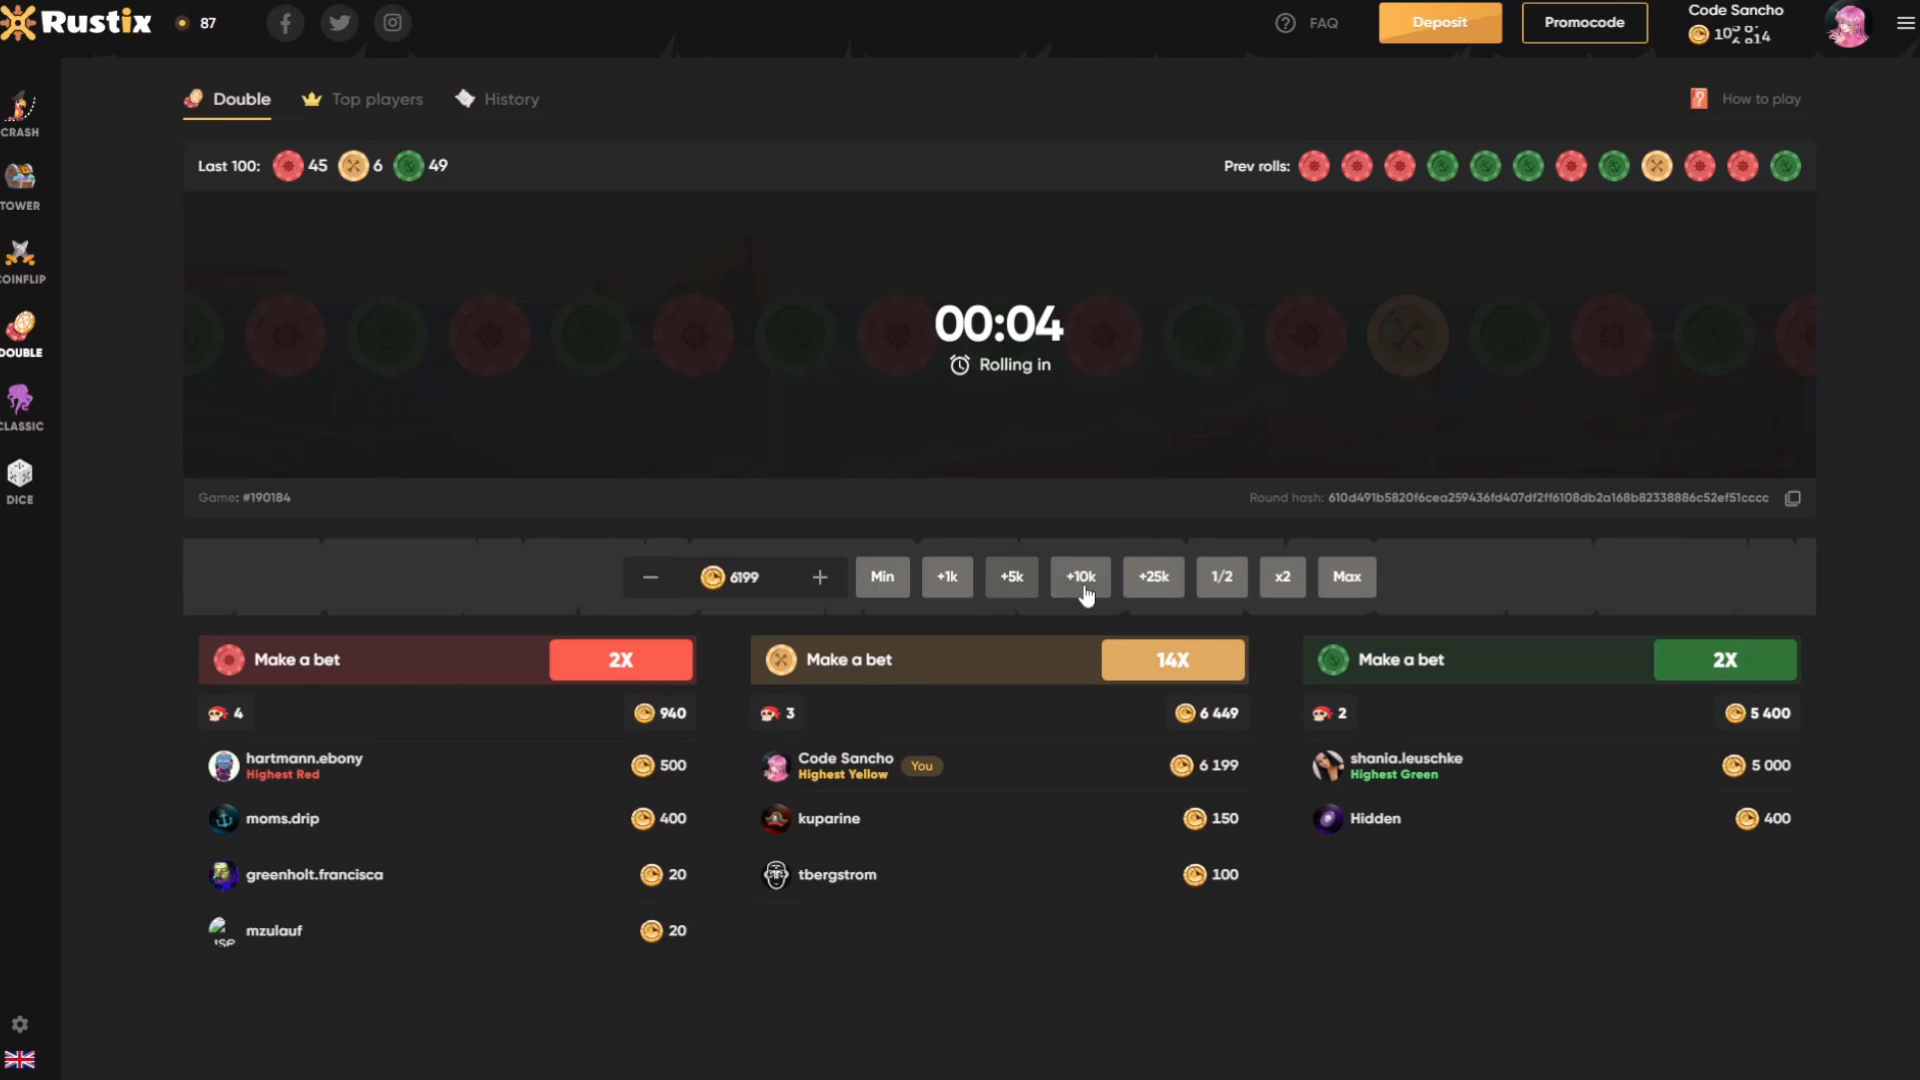 Rustix
87
FAQ
Deposit
Promocode
Code Sancho
Double
Top players
History
How to play
Last 100: 45 6 49
Prev rolls:
CRASH
TOWER
COINFLIP
DOUBLE
CLASSIC
DICE
00:04
Rolling in
Game: #190184
Round hash: 610d491b5820f6cea259436fd407df2ff6108db2a168b82338886c52ef51cccc
6199
Min
+1k
+5k
+10k
+25k
1/2
x2
Max
Make a bet 2X
4 940
hartmann.ebony 500
Highest Red
moms.drip 400
greenholt.francisca 20
mzulauf 20
Make a bet 14X
3 6 449
Code Sancho You 6 199
Highest Yellow
kuparine 150
tbergstrom 100
Make a bet 2X
2 5 400
shania.leuschke 5 000
Highest Green
Hidden 400